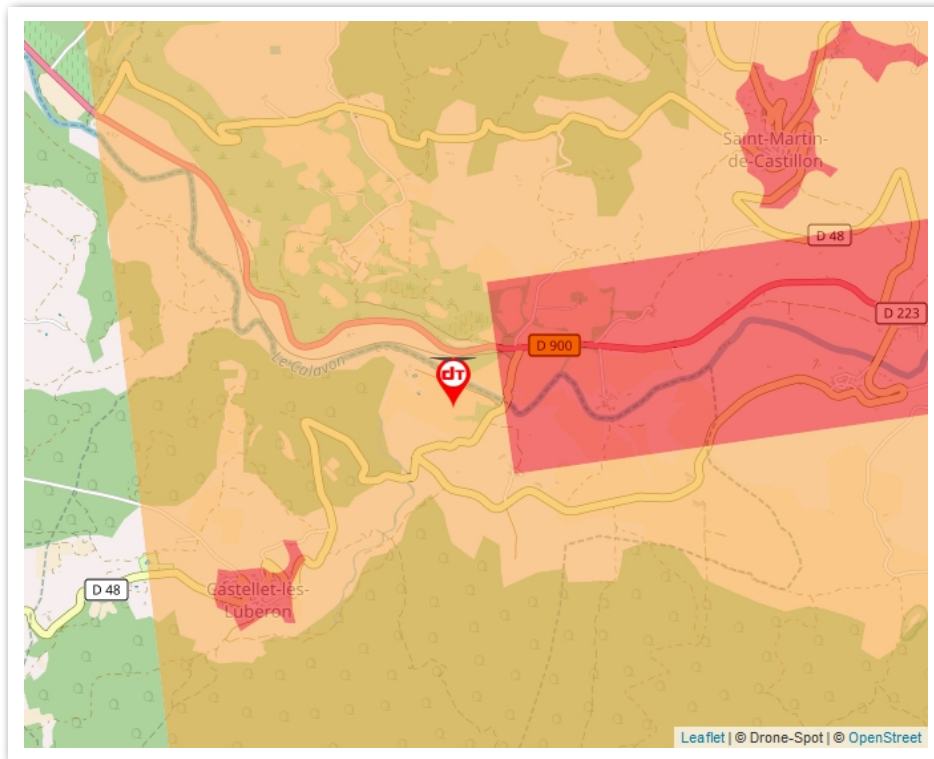 Saint-Martin-
de-Castillon
D 48
D 223
D 900
Le Calavon
dT
D 48
Castellet-lès-
Luberon
Leaflet | © Drone-Spot | © OpenStreet